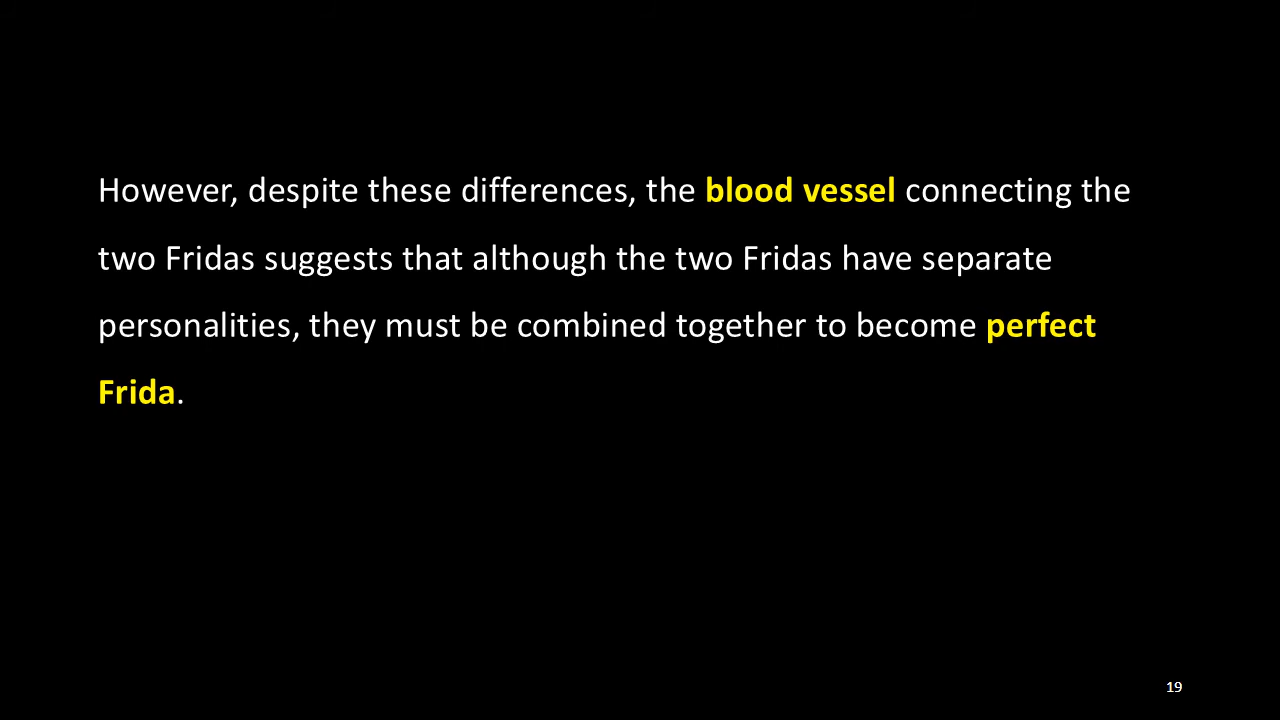 However, despite these differences, the blood vessel connecting the
two Fridas suggests that although the two Fridas have separate
personalities, they must be combined together to become perfect
Frida.
19